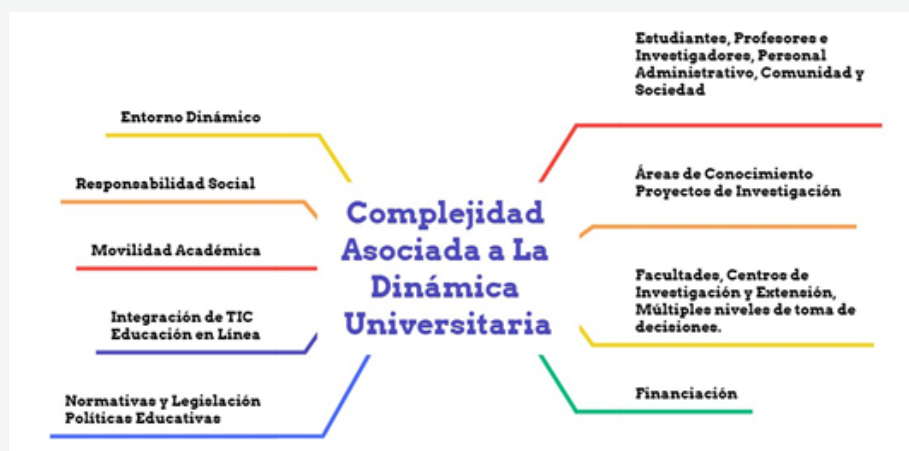 Complejidad
Asociada a La
Dinámica
Universitaria
Entorno Dinámico
Responsabilidad Social
Movilidad Académica
Integración de TIC
Educación en Línea
Normativas y Legislación
Políticas Educativas
Estudiantes, Profesores e
Investigadores, Personal
Administrativo, Comunidad y
Sociedad
Áreas de Conocimiento
Proyectos de Investigación
Facultades, Centros de
Investigación y Extensión,
Múltiples niveles de toma de
decisiones.
Financiación